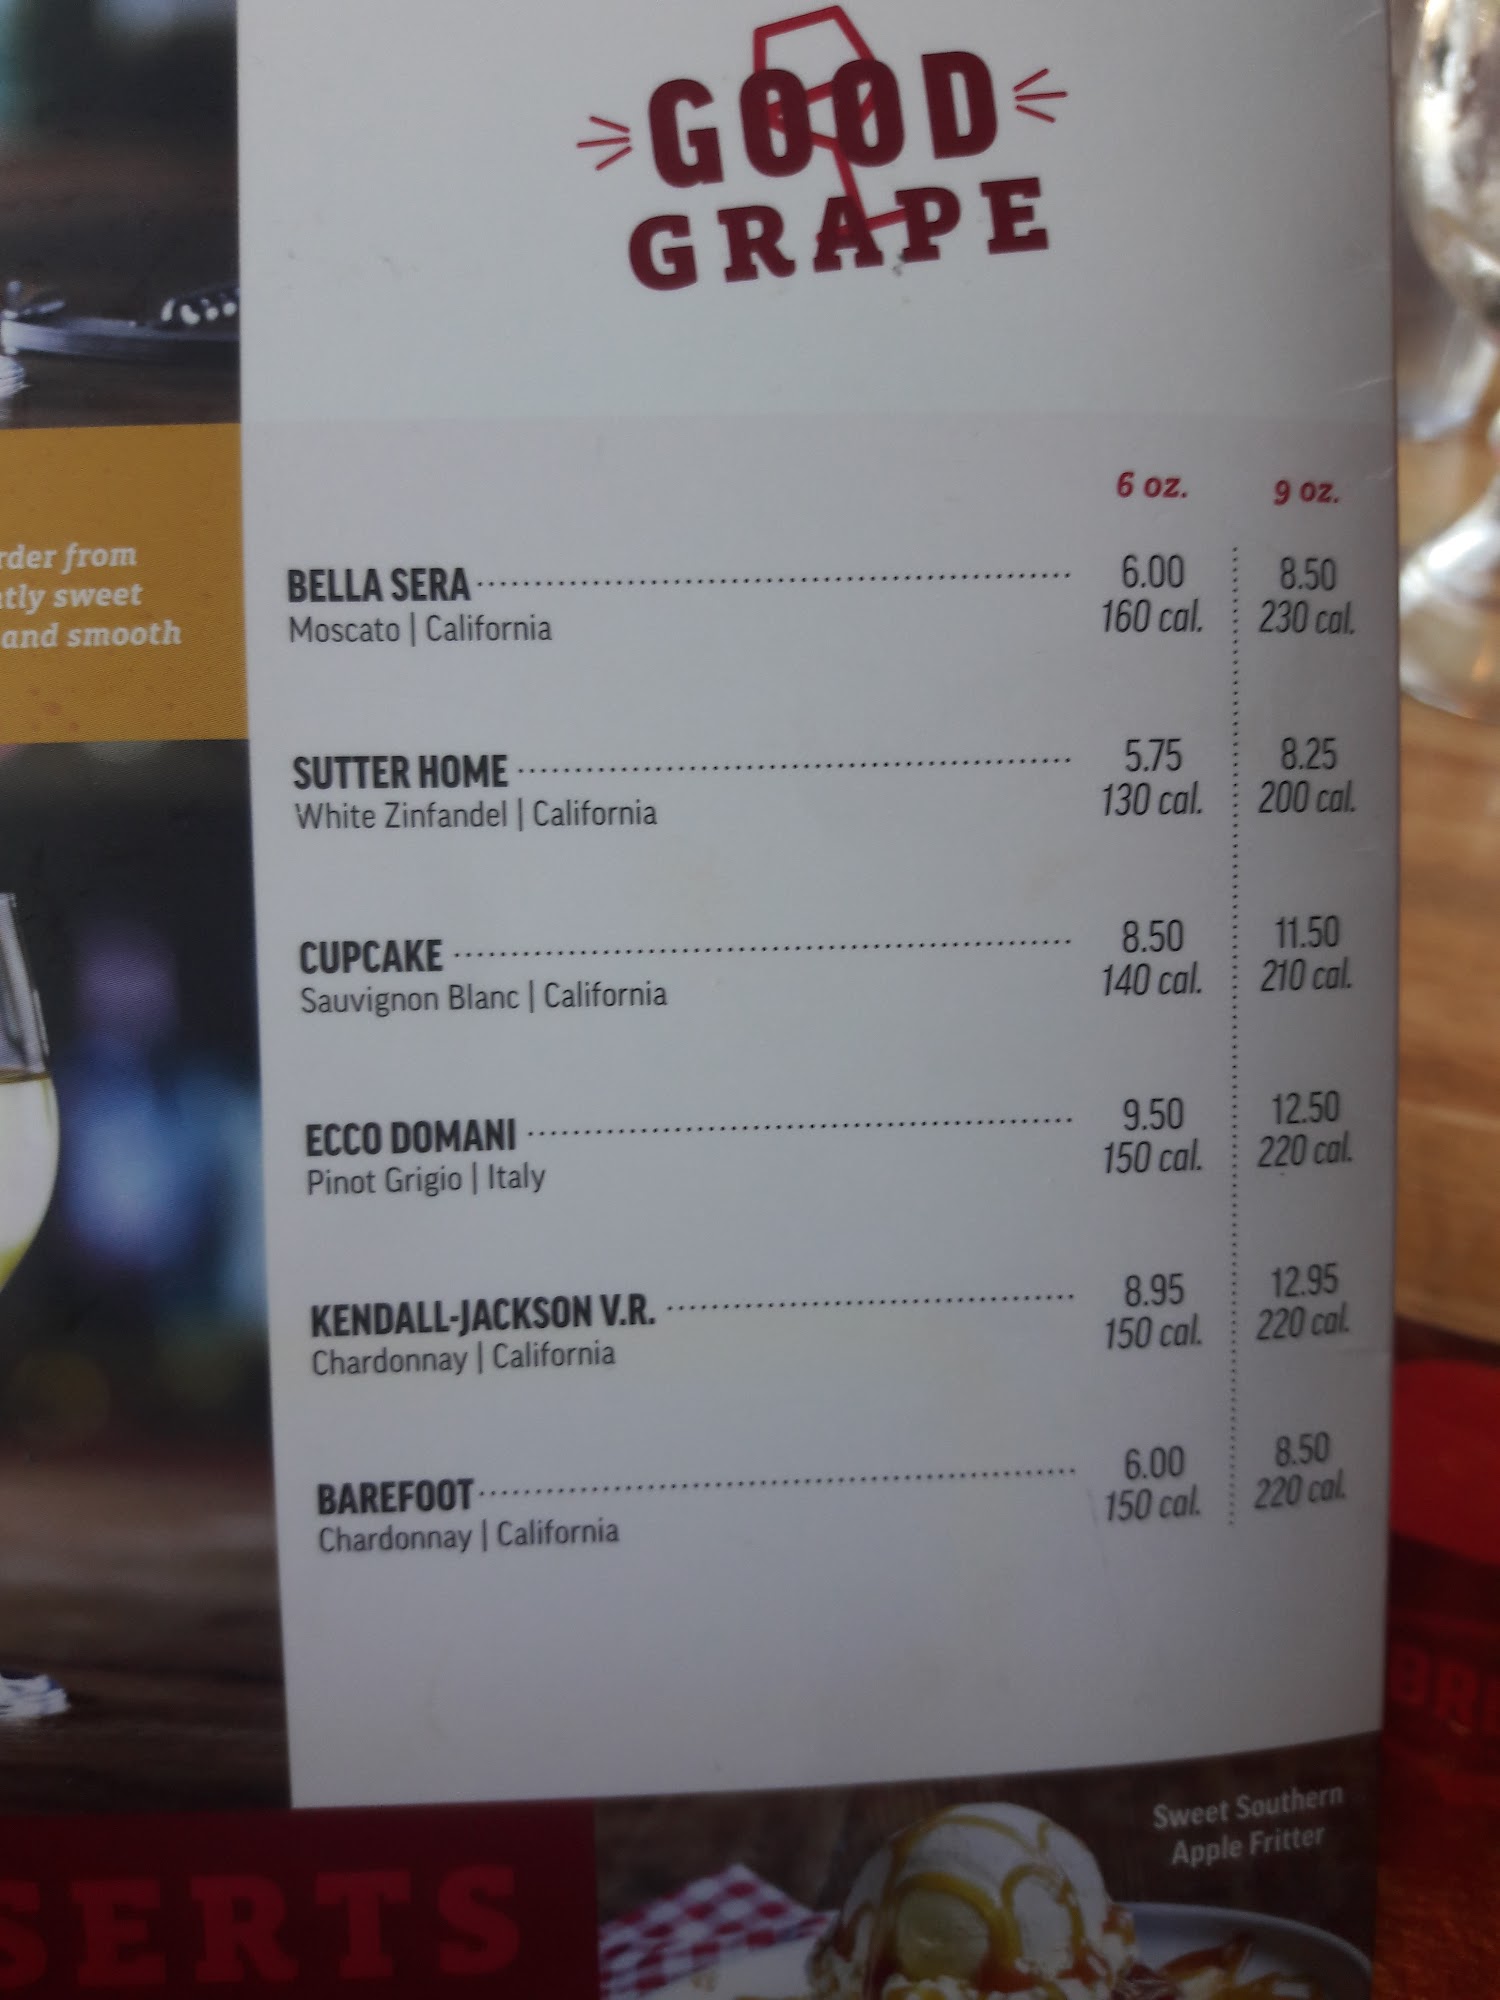 GOOD
GRAPE
6 oz. 9 oz.
BELLA SERA 6.00 8.50
Moscato | California 160 cal. 230 cal.
SUTTER HOME 5.75 8.25
White Zinfandel | California 130 cal. 200 cal.
CUPCAKE 8.50 11.50
Sauvignon Blanc | California 140 cal. 210 cal.
ECCO DOMANI 9.50 12.50
Pinot Grigio | Italy 150 cal. 220 cal.
KENDALL-JACKSON V.R. 8.95 12.95
Chardonnay | California 150 cal. 220 cal.
BAREFOOT 6.00 8.50
Chardonnay | California 150 cal. 220 cal.
rder from
tly sweet
and smooth
SERTS
Sweet Southern
Apple Fritter